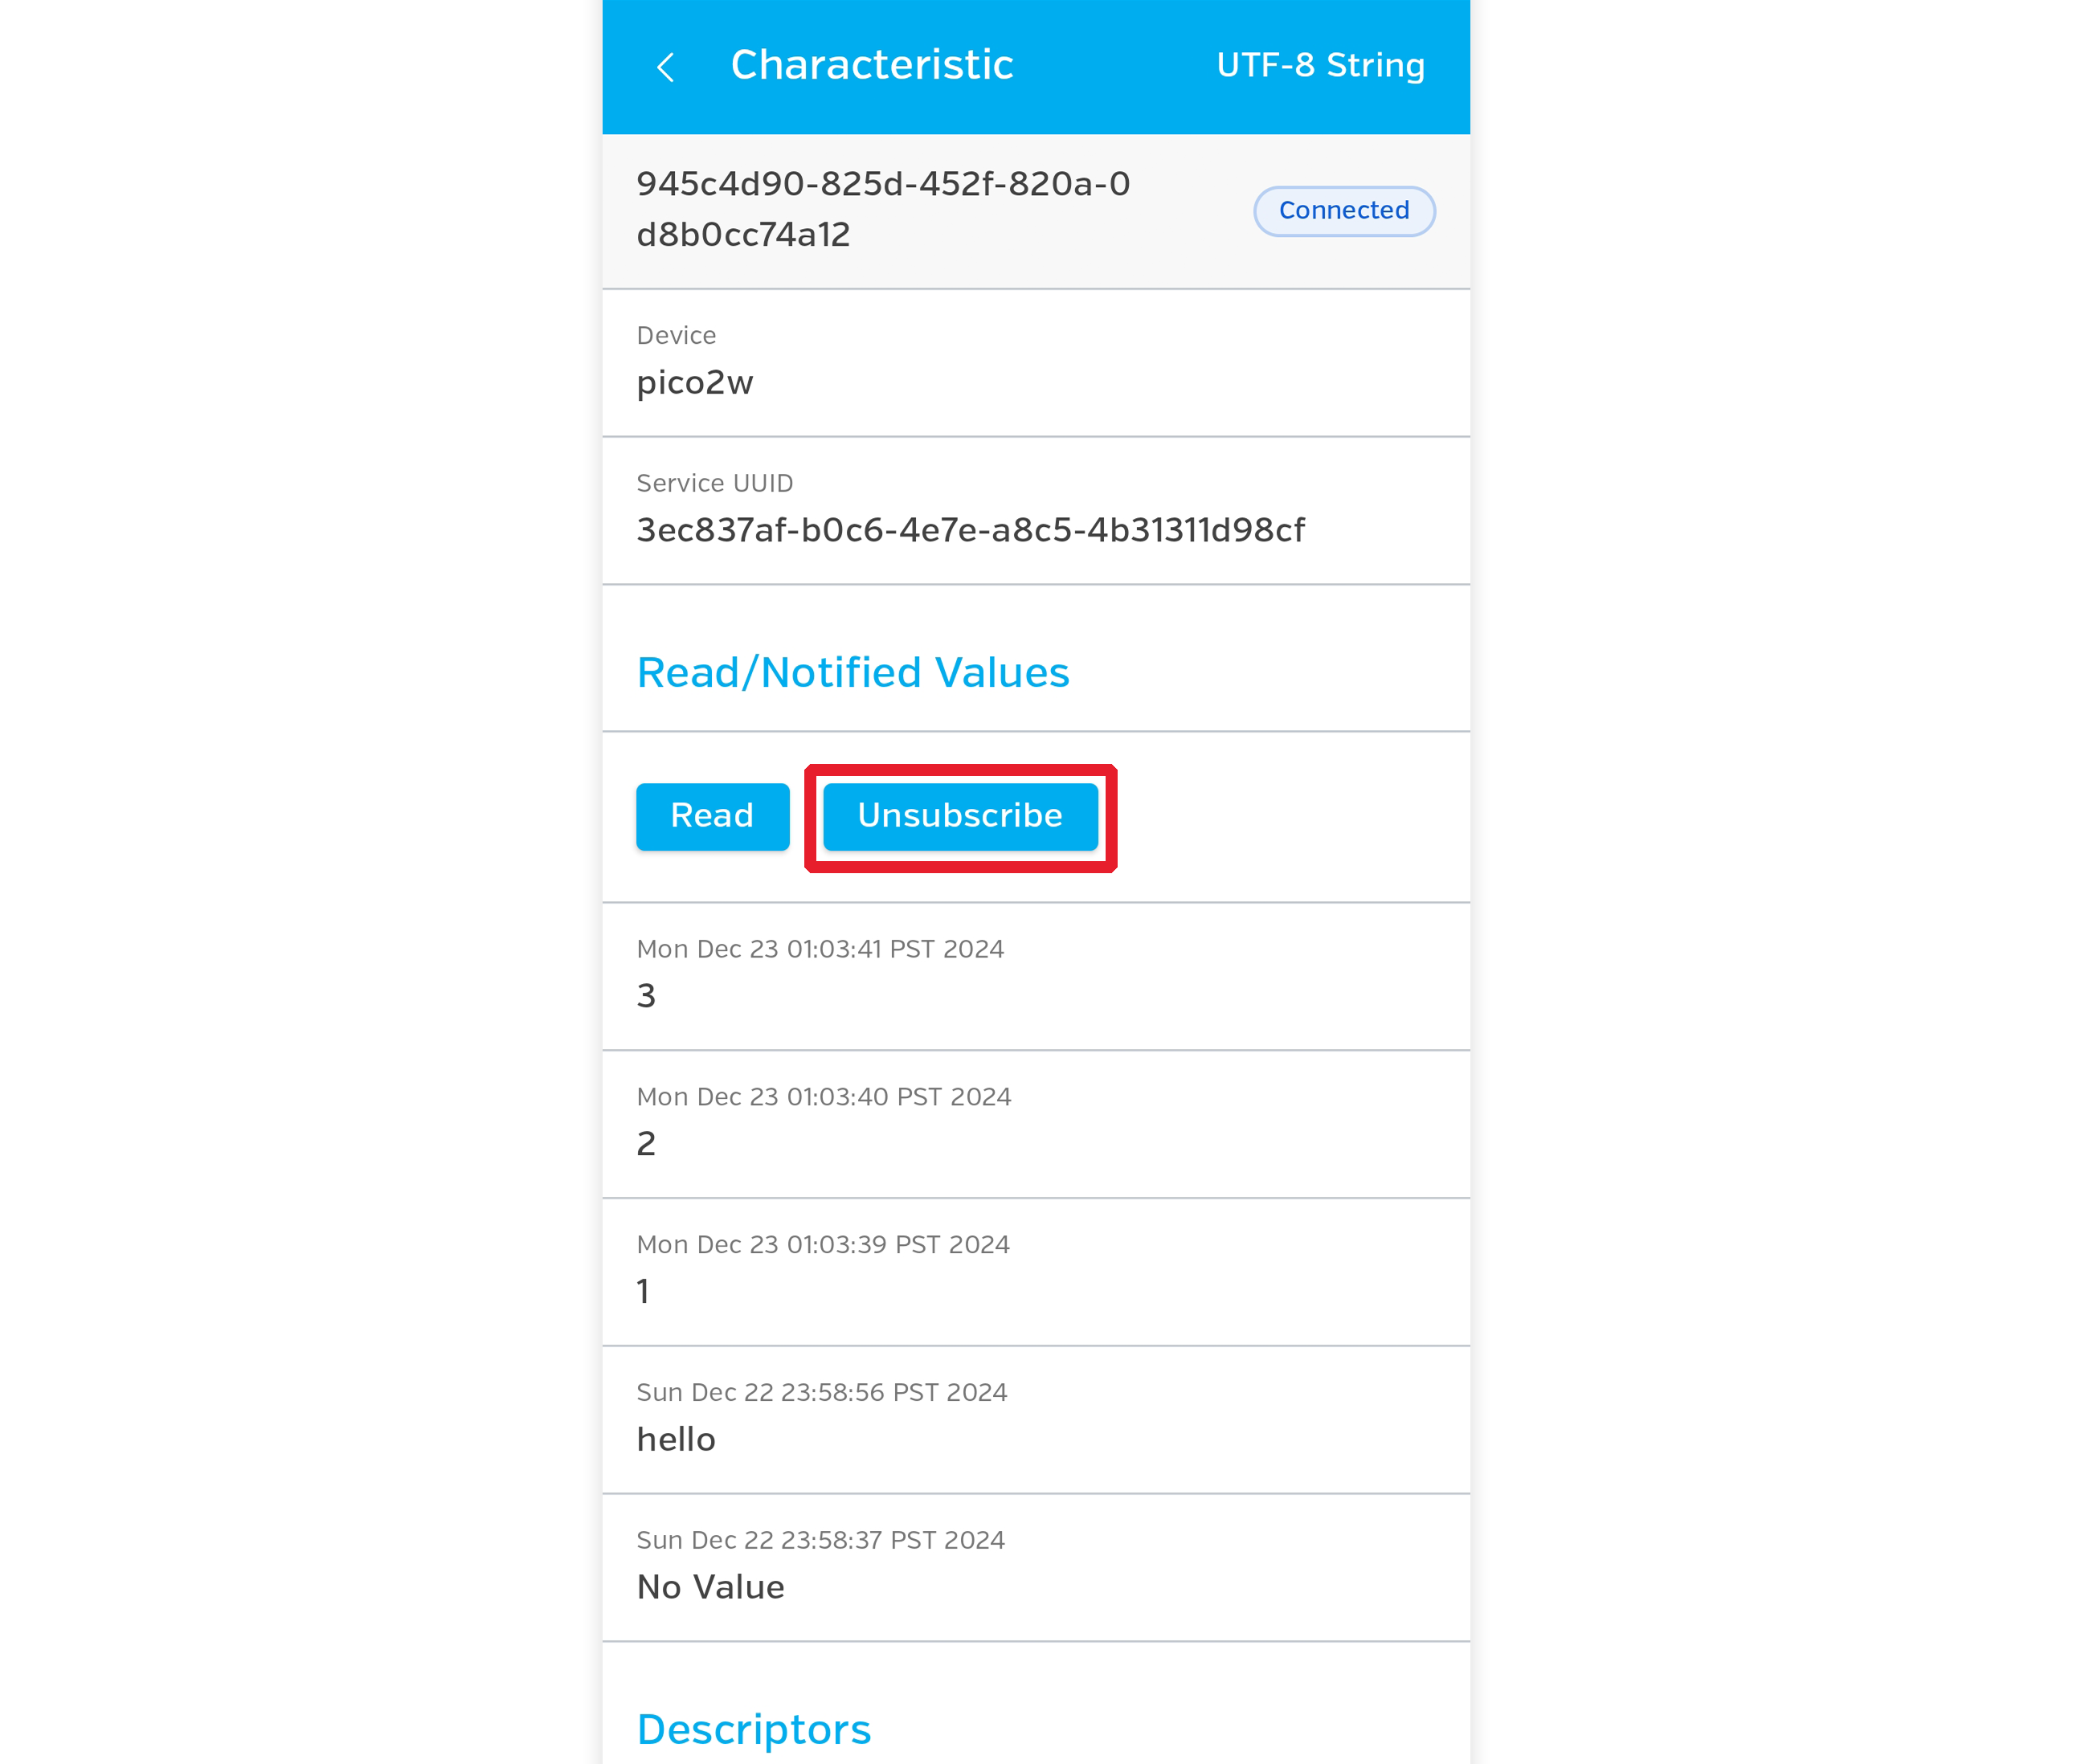 Characteristic
UTF-8 String
945c4d90-825d-452f-820a-0
d8b0cc74a12
Connected
Device
pico2w
Service UUID
3ec837af-b0c6-4e7e-a8c5-4b31311d98cf
Read/Notified Values
Read
Unsubscribe
Mon Dec 23 01:03:41 PST 2024
3
Mon Dec 23 01:03:40 PST 2024
2
Mon Dec 23 01:03:39 PST 2024
1
Sun Dec 22 23:58:56 PST 2024
hello
Sun Dec 22 23:58:37 PST 2024
No Value
Descriptors